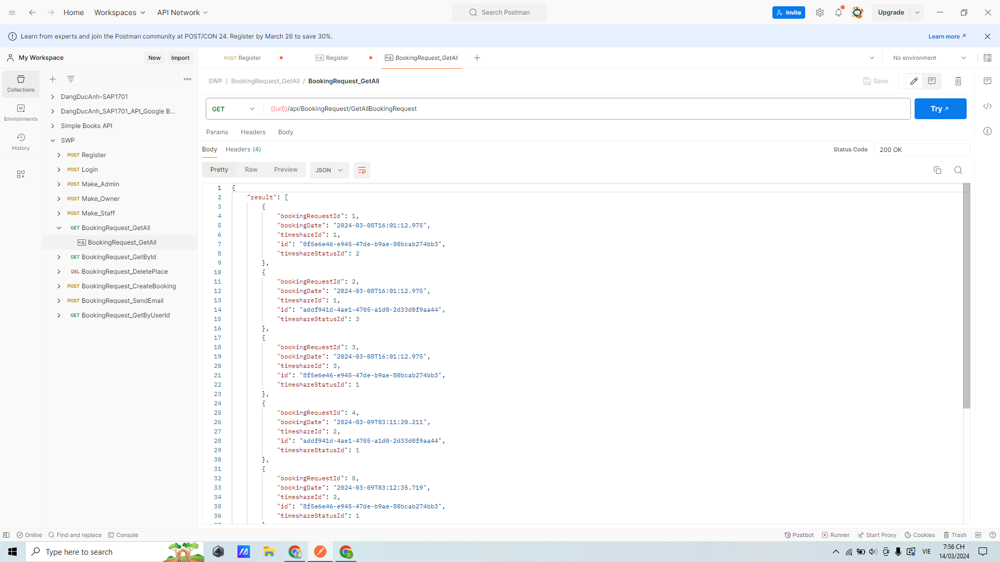 Home
Workspaces
API Network
Search Postman
Invite
Upgrade
Learn from experts and join the Postman community at POST/CON 24. Register by March 26 to save 30%.
Learn more
My Workspace
New
Import
POST Register
e.g. Register
e.g. BookingRequest_GetAll
No environment
Collections
Environments
History
DangDucAnh-SAP1701
DangDucAnh_SAP1701_API_Google B...
Simple Books API
SWP
POST Register
POST Login
POST Make_Admin
POST Make_Owner
POST Make_Staff
GET BookingRequest_GetAll
e.g. BookingRequest_GetAll
GET BookingRequest_GetById
DEL BookingRequest_DeletePlace
POST BookingRequest_CreateBooking
POST BookingRequest_SendEmail
GET BookingRequest_GetByUserId
SWP / BookingRequest_GetAll / BookingRequest_GetAll
Save
GET
{{url}}/api/BookingRequest/GetAllBookingRequest
Try
Params
Headers
Body
Body
Headers (4)
Status Code
200 OK
Pretty
Raw
Preview
JSON
1 {
2 "result": [
3 {
4 "bookingRequestId": 1,
5 "bookingDate": "2024-03-08T16:01:12.975",
6 "timeshareId": 1,
7 "id": "8f5e6e46-e945-47de-b9ae-80bcab274bb3",
8 "timeshareStatusId": 2
9 },
10 {
11 "bookingRequestId": 2,
12 "bookingDate": "2024-03-08T16:01:12.975",
13 "timeshareId": 1,
14 "id": "addf941d-4ae1-4705-a1d0-2d33d0f9aa44",
15 "timeshareStatusId": 3
16 },
17 {
18 "bookingRequestId": 3,
19 "bookingDate": "2024-03-08T16:01:12.975",
20 "timeshareId": 3,
21 "id": "8f5e6e46-e945-47de-b9ae-80bcab274bb3",
22 "timeshareStatusId": 1
23 },
24 {
25 "bookingRequestId": 4,
26 "bookingDate": "2024-03-09T03:11:20.211",
27 "timeshareId": 2,
28 "id": "addf941d-4ae1-4705-a1d0-2d33d0f9aa44",
29 "timeshareStatusId": 1
30 },
31 {
32 "bookingRequestId": 5,
33 "bookingDate": "2024-03-09T03:12:35.719",
34 "timeshareId": 2,
35 "id": "8f5e6e46-e945-47de-b9ae-80bcab274bb3",
36 "timeshareStatusId": 1
Online
Find and replace
Console
Postbot
Runner
Start Proxy
Cookies
Trash
Type here to search
VIE
7:56 CH
14/03/2024